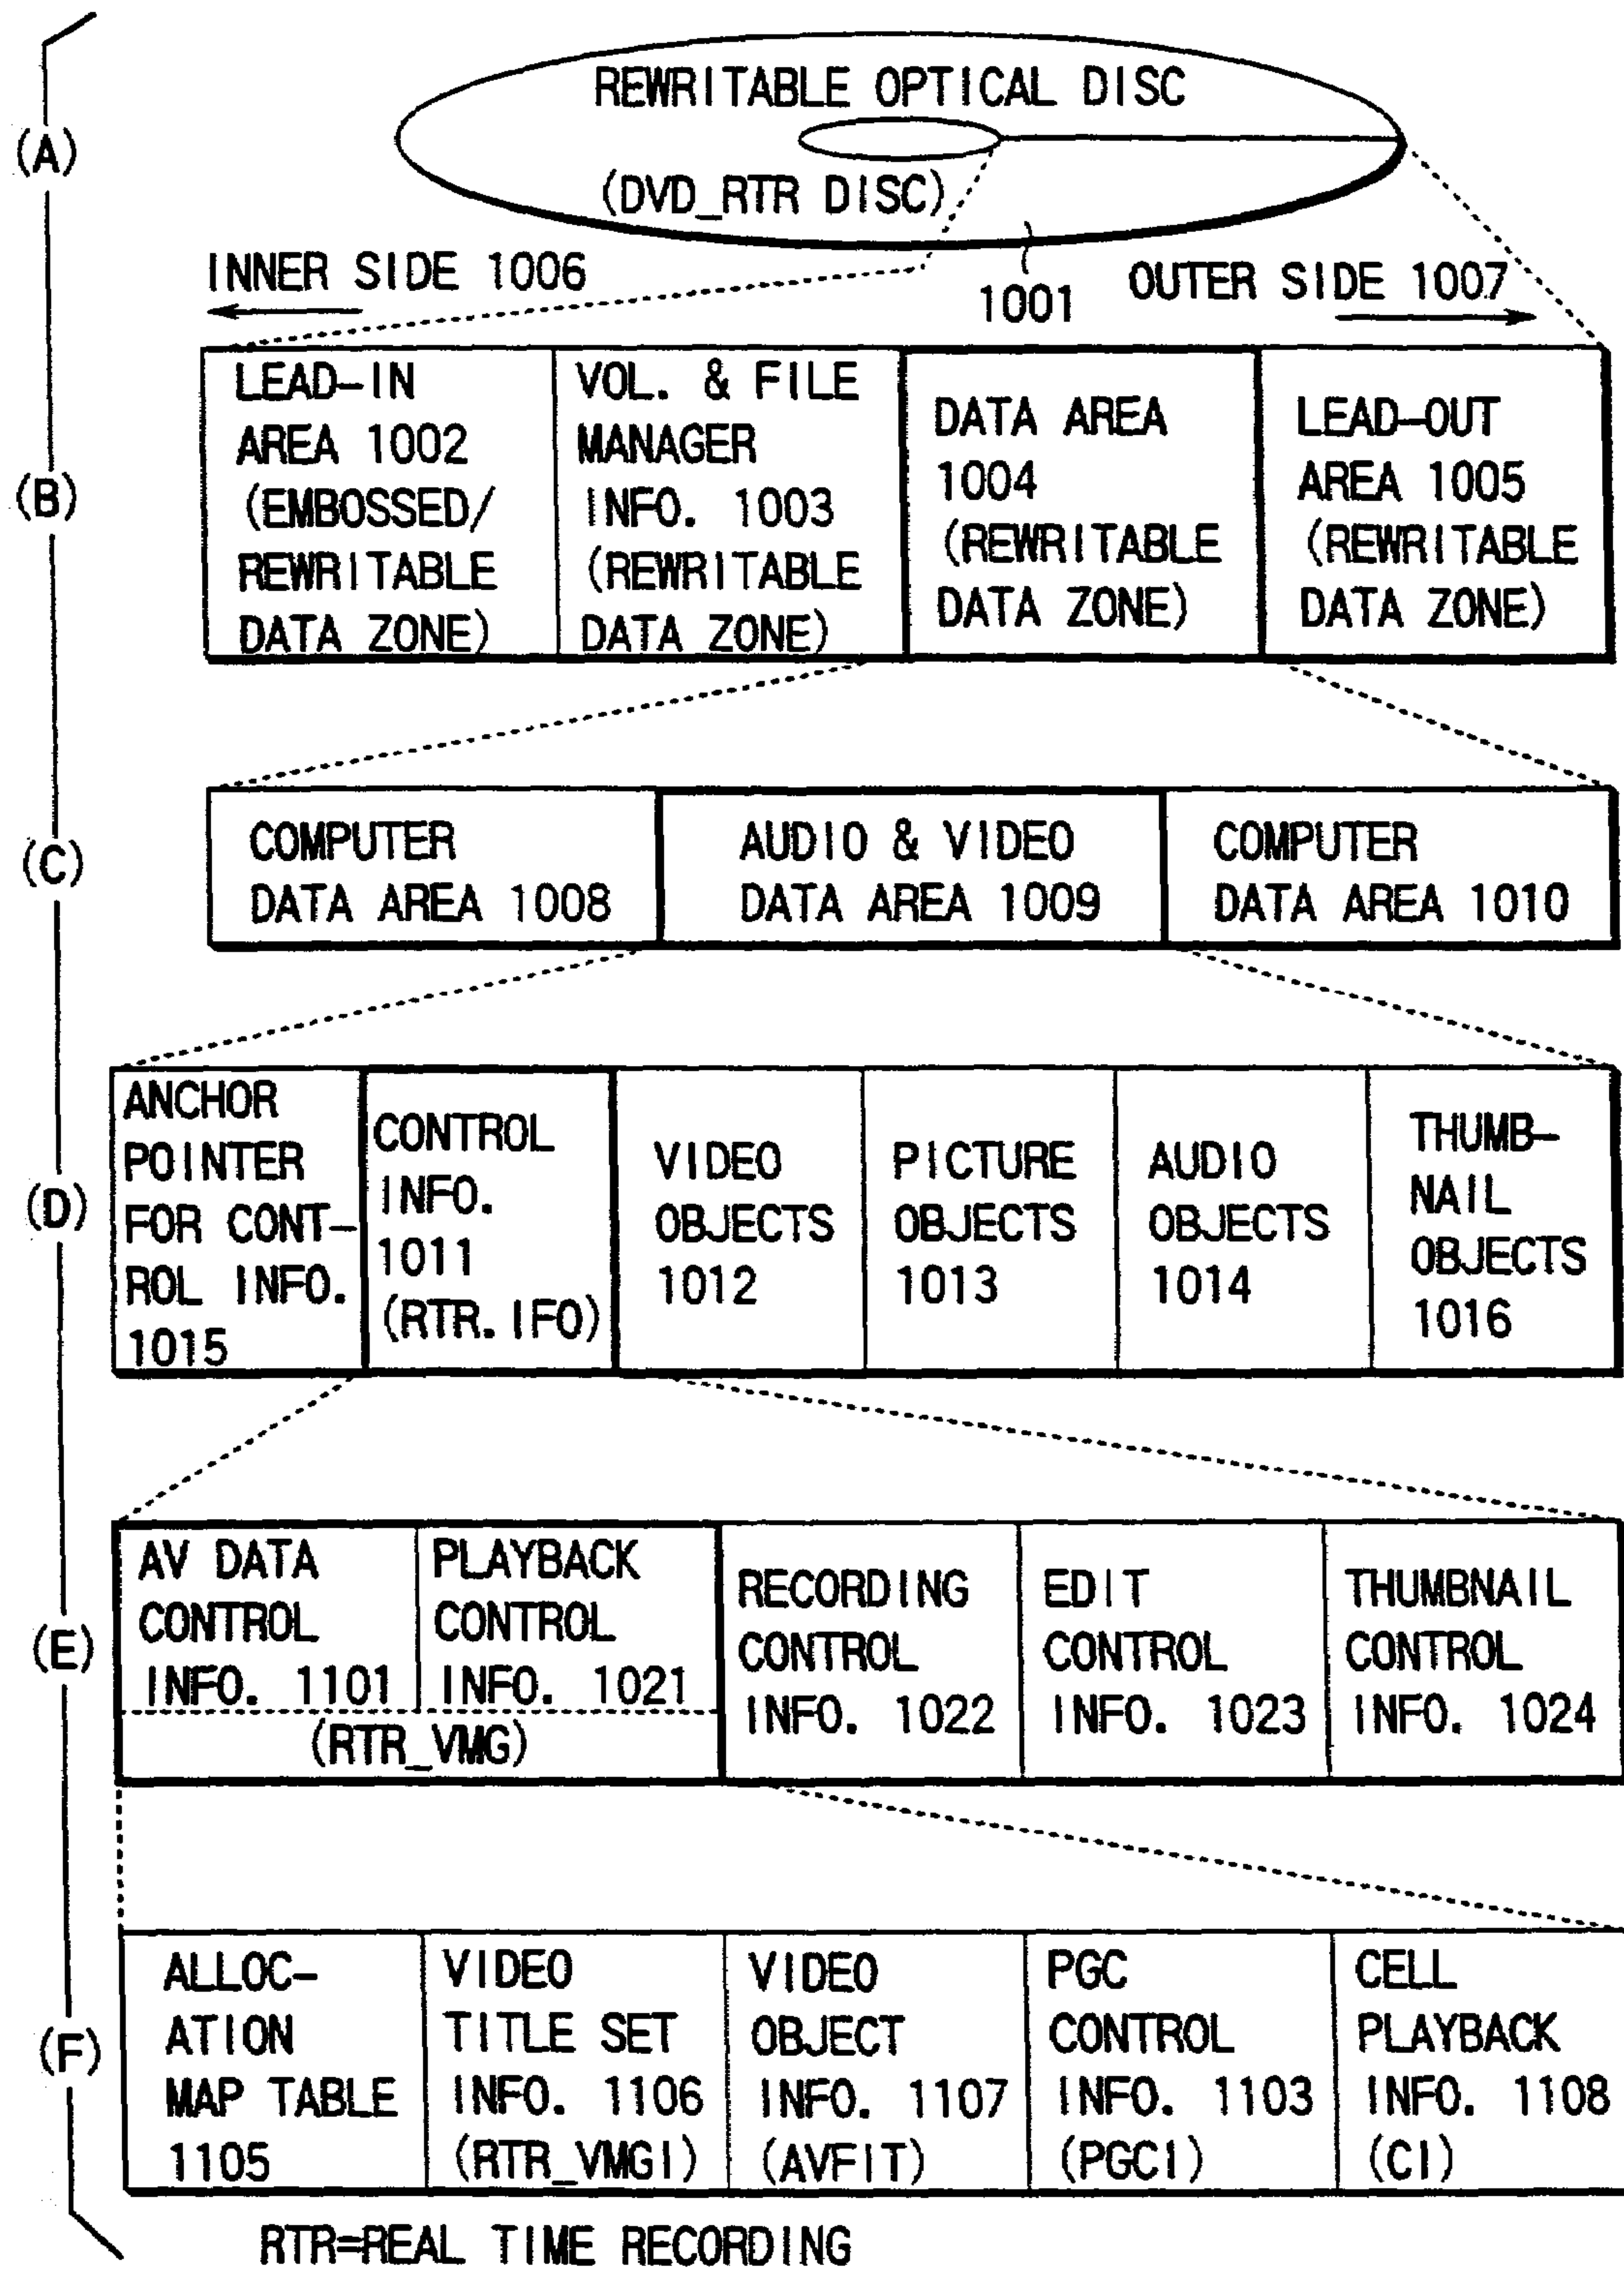 (A)
REWRITABLE OPTICAL DISC
(DVD_RTR DISC)
INNER SIDE 1006
1001
OUTER SIDE 1007
(B)
LEAD-IN
AREA 1002
(EMBOSSED/
REWRITABLE
DATA ZONE)
VOL. & FILE
MANAGER
INFO. 1003
(REWRITABLE
DATA ZONE)
DATA AREA
1004
(REWRITABLE
DATA ZONE)
LEAD-OUT
AREA 1005
(REWRITABLE
DATA ZONE)
(C)
COMPUTER
DATA AREA 1008
AUDIO & VIDEO
DATA AREA 1009
COMPUTER
DATA AREA 1010
(D)
ANCHOR
POINTER
FOR CONT-
ROL INFO.
1015
CONTROL
INFO.
1011
(RTR.IFO)
VIDEO
OBJECTS
1012
PICTURE
OBJECTS
1013
AUDIO
OBJECTS
1014
THUMB-
NAIL
OBJECTS
1016
(E)
AV DATA
CONTROL
INFO. 1101
PLAYBACK
CONTROL
INFO. 1021
(RTR_VMG)
RECORDING
CONTROL
INFO. 1022
EDIT
CONTROL
INFO. 1023
THUMBNAIL
CONTROL
INFO. 1024
(F)
ALLOC-
ATION
MAP TABLE
1105
VIDEO
TITLE SET
INFO. 1106
(RTR_VMGI)
VIDEO
OBJECT
INFO. 1107
(AVFIT)
PGC
CONTROL
INFO. 1103
(PGCI)
CELL
PLAYBACK
INFO. 1108
(CI)
RTR=REAL TIME RECORDING